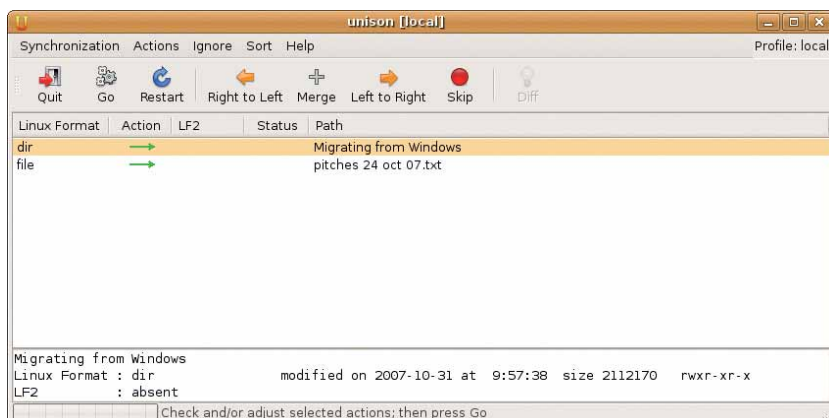 unison [local]
Synchronization Actions Ignore Sort Help Profile: local
Quit Go Restart Right to Left Merge Left to Right Skip Diff
Linux Format Action LF2 Status Path
dir Migrating from Windows
file pitches 24 oct 07.txt
Migrating from Windows
Linux Format : dir modified on 2007-10-31 at 9:57:38 size 2112170 rwxr-xr-x
LF2 : absent
Check and/or adjust selected actions; then press Go